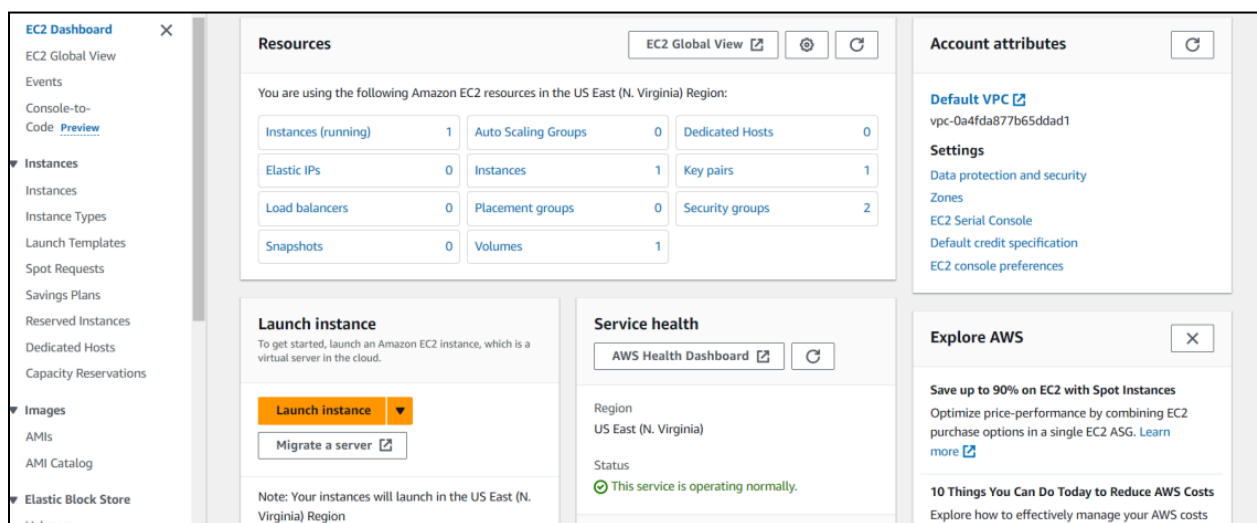 EC2 Dashboard
EC2 Global View
Events
Console-to-
Code Preview
Instances
Instances
Instance Types
Launch Templates
Spot Requests
Savings Plans
Reserved Instances
Dedicated Hosts
Capacity Reservations
Images
AMIs
AMI Catalog
Elastic Block Store
Resources
EC2 Global View
You are using the following Amazon EC2 resources in the US East (N. Virginia) Region:
Instances (running) 1
Auto Scaling Groups 0
Dedicated Hosts 0
Elastic IPs 0
Instances 1
Key pairs 1
Load balancers 0
Placement groups 0
Security groups 2
Snapshots 0
Volumes 1
Launch instance
To get started, launch an Amazon EC2 instance, which is a
virtual server in the cloud.
Launch instance
Migrate a server
Note: Your instances will launch in the US East (N.
Virginia) Region
Service health
AWS Health Dashboard
Region
US East (N. Virginia)
Status
This service is operating normally.
Account attributes
Default VPC
vpc-0a4fda877b65ddad1
Settings
Data protection and security
Zones
EC2 Serial Console
Default credit specification
EC2 console preferences
Explore AWS
Save up to 90% on EC2 with Spot Instances
Optimize price-performance by combining EC2
purchase options in a single EC2 ASG. Learn
more
10 Things You Can Do Today to Reduce AWS Costs
Explore how to effectively manage your AWS costs